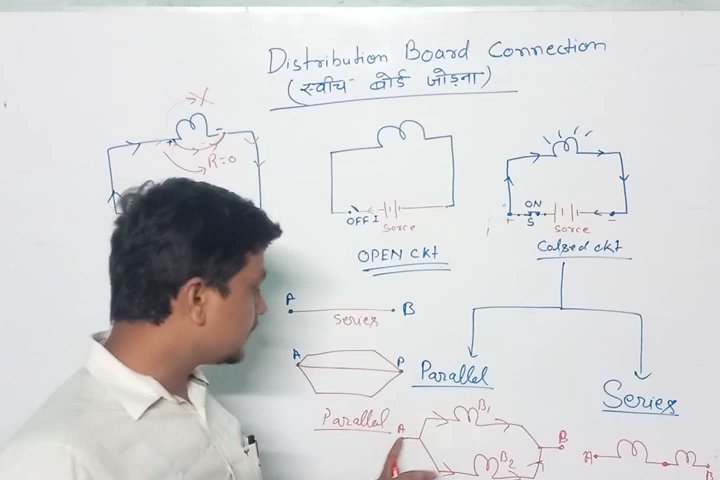 Distribution Board Connection
(स्वीच बोर्ड जोड़ना)
+ -
R=0
OFF I
Sorce
OPEN CKT
ON
+ S -
Sorce
Calsed ckt
A B
Series
A P
Parallel
Parallel
Series
A B1 B
B2
A B